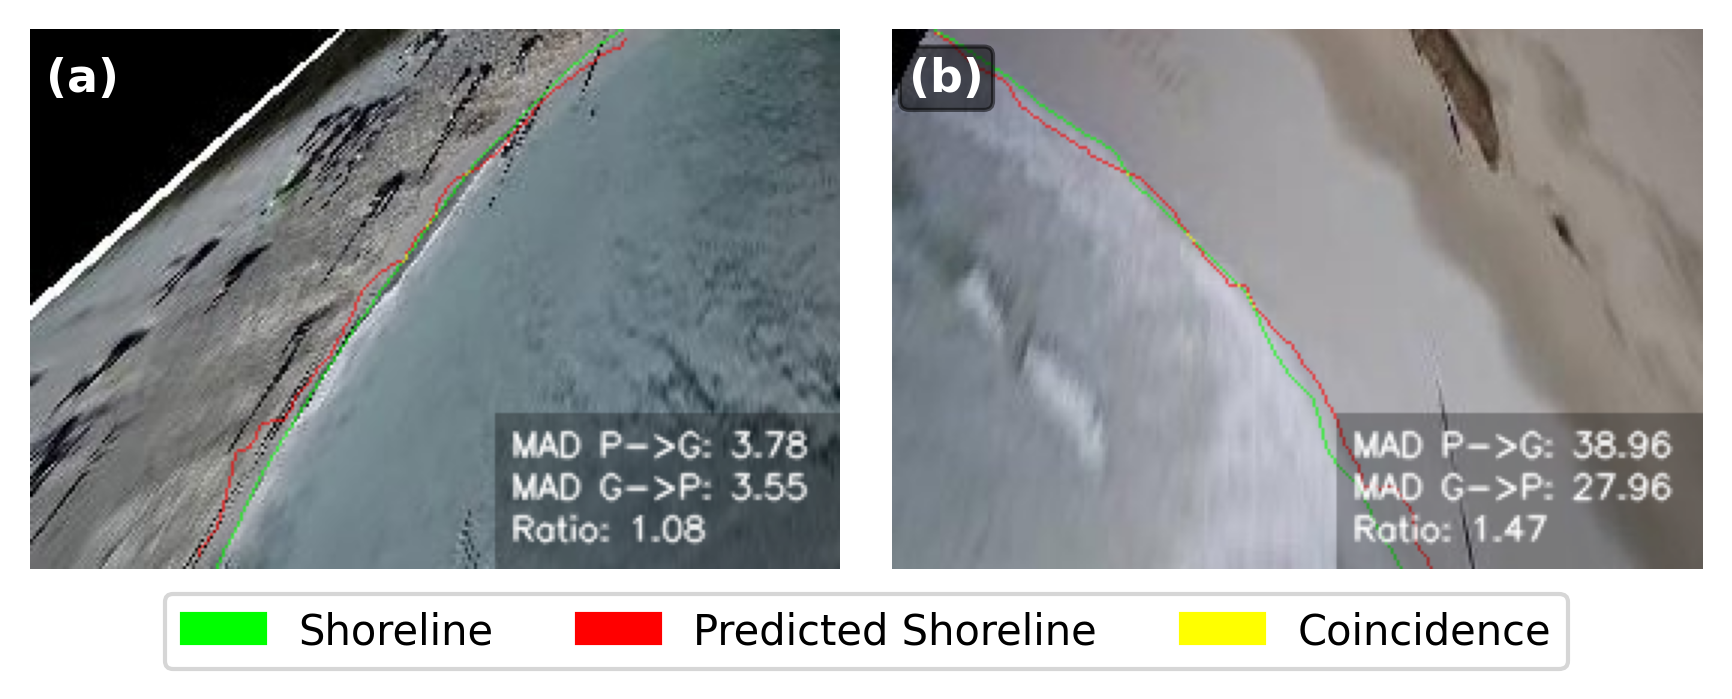 (a)
MAD P->G: 3.78
MAD G->P: 3.55
Ratio: 1.08
(b)
MAD P->G: 38.96
MAD G->P: 27.96
Ratio: 1.47
Shoreline
Predicted Shoreline
Coincidence